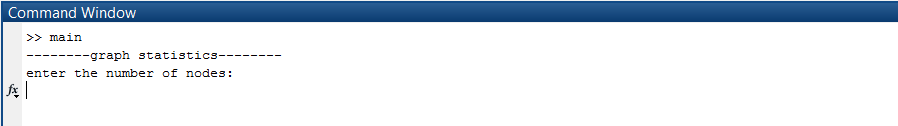 Command Window
>> main
--------graph statistics--------
enter the number of nodes:
fx